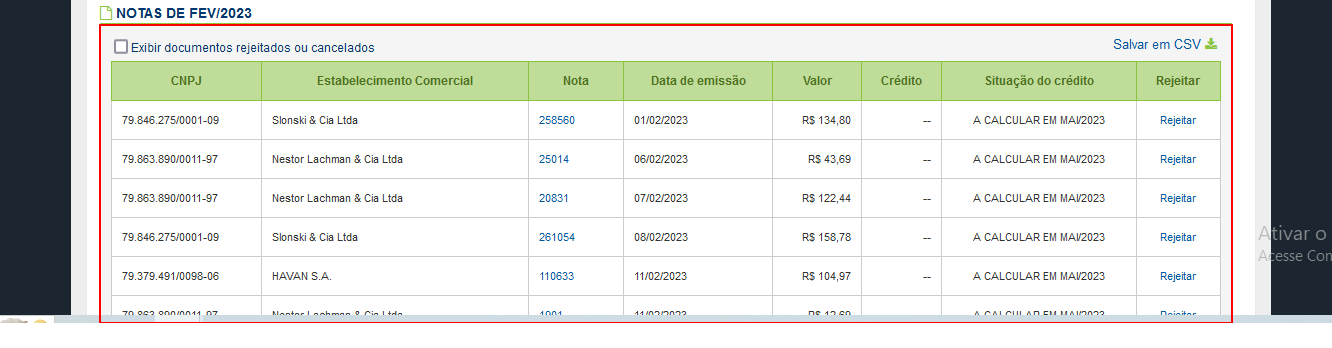 NOTAS DE FEV/2023
Exibir documentos rejeitados ou cancelados
Salvar em CSV
CNPJ Estabelecimento Comercial Nota Data de emissão Valor Crédito Situação do crédito Rejeitar
79.846.275/0001-09 Slonski & Cia Ltda 258560 01/02/2023 R$ 134,80 -- A CALCULAR EM MAI/2023 Rejeitar
79.863.890/0011-97 Nestor Lachman & Cia Ltda 25014 06/02/2023 R$ 43,69 -- A CALCULAR EM MAI/2023 Rejeitar
79.863.890/0011-97 Nestor Lachman & Cia Ltda 20831 07/02/2023 R$ 122,44 -- A CALCULAR EM MAI/2023 Rejeitar
79.846.275/0001-09 Slonski & Cia Ltda 261054 08/02/2023 R$ 158,78 -- A CALCULAR EM MAI/2023 Rejeitar
79.379.491/0098-06 HAVAN S.A. 110633 11/02/2023 R$ 104,97 -- A CALCULAR EM MAI/2023 Rejeitar
79.863.890/0011-97 Nestor Lachman & Cia Ltda 1901 11/02/2023 R$ 12,69 -- A CALCULAR EM MAI/2023 Rejeitar
Ativar o
Acesse Con